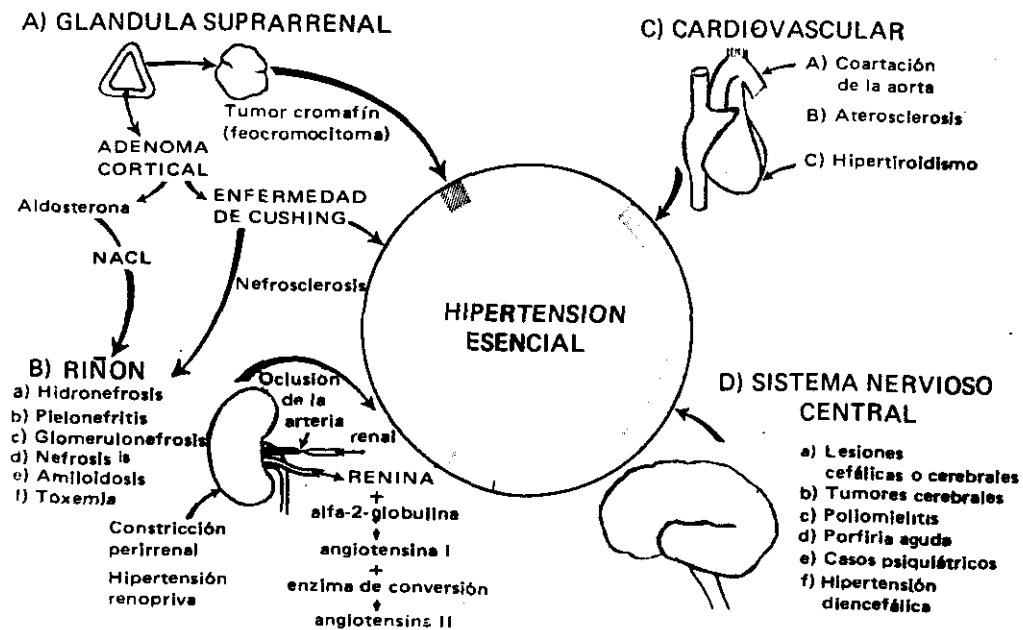 A) GLANDULA SUPRARRENAL
Tumor cromafín
(feocromocitoma)
ADENOMA
CORTICAL
Aldosterona
ENFERMEDAD
DE CUSHING
NACL
Nefrosclerosis
B) RIÑON
a) Hidronefrosis
b) Pielonefritis
c) Glomerulonefrosis
d) Nefrosis is
e) Amiloidosis
f) Toxemia
Constricción
perirrenal
Hipertensión
renopriva
Oclusión
de la
arteria
renal
RENINA
+
alfa-2-globulina
angiotensina I
+
enzima de conversión
angiotensina II
HIPERTENSION
ESENCIAL
C) CARDIOVASCULAR
A) Coartación
de la aorta
B) Aterosclerosis
C) Hipertiroidismo
D) SISTEMA NERVIOSO
CENTRAL
a) Lesiones
cefálicas o cerebrales
b) Tumores cerebrales
c) Poliomielitis
d) Porfiria aguda
e) Casos psiquiátricos
f) Hipertensión
diencefálica